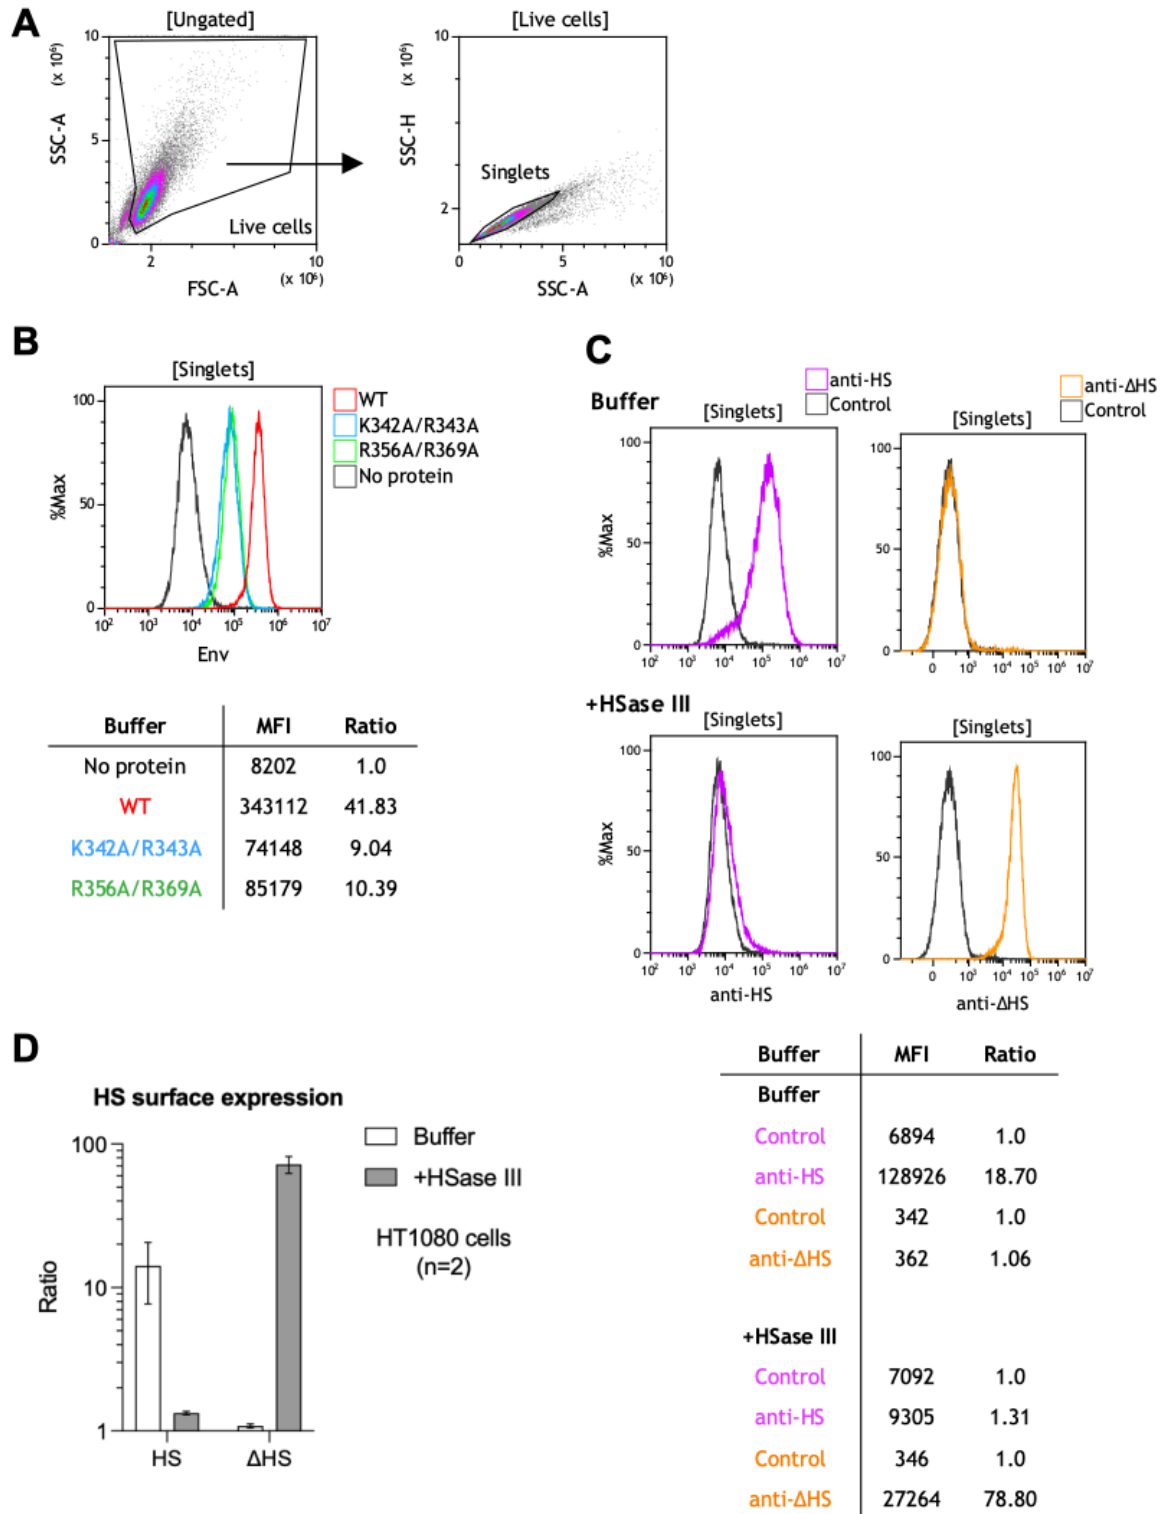 A
[Ungated]
10
(x 10⁶)
SSC-A
5
0
Live cells
2
10
(x 10⁶)
FSC-A
[Live cells]
10
(x 10⁶)
SSC-H
Singlets
2
0
5
10
(x 10⁶)
SSC-A
B
[Singlets]
100
50
0
%Max
10² 10³ 10⁴ 10⁵ 10⁶ 10⁷
Env
WT
K342A/R343A
R356A/R369A
No protein
Buffer MFI Ratio
No protein 8202 1.0
WT 343112 41.83
K342A/R343A 74148 9.04
R356A/R369A 85179 10.39
C
anti-HS
Control
anti-ΔHS
Control
Buffer
[Singlets]
100
50
0
%Max
10² 10³ 10⁴ 10⁵ 10⁶ 10⁷
[Singlets]
100
50
0
0 10³ 10⁴ 10⁵ 10⁶ 10⁷
+HSase III
[Singlets]
100
50
0
%Max
10² 10³ 10⁴ 10⁵ 10⁶ 10⁷
anti-HS
[Singlets]
100
50
0
0 10³ 10⁴ 10⁵ 10⁶ 10⁷
anti-ΔHS
Buffer MFI Ratio
Buffer
Control 6894 1.0
anti-HS 128926 18.70
Control 342 1.0
anti-ΔHS 362 1.06
+HSase III
Control 7092 1.0
anti-HS 9305 1.31
Control 346 1.0
anti-ΔHS 27264 78.80
D
HS surface expression
100
10
1
Ratio
HS ΔHS
Buffer
+HSase III
HT1080 cells
(n=2)